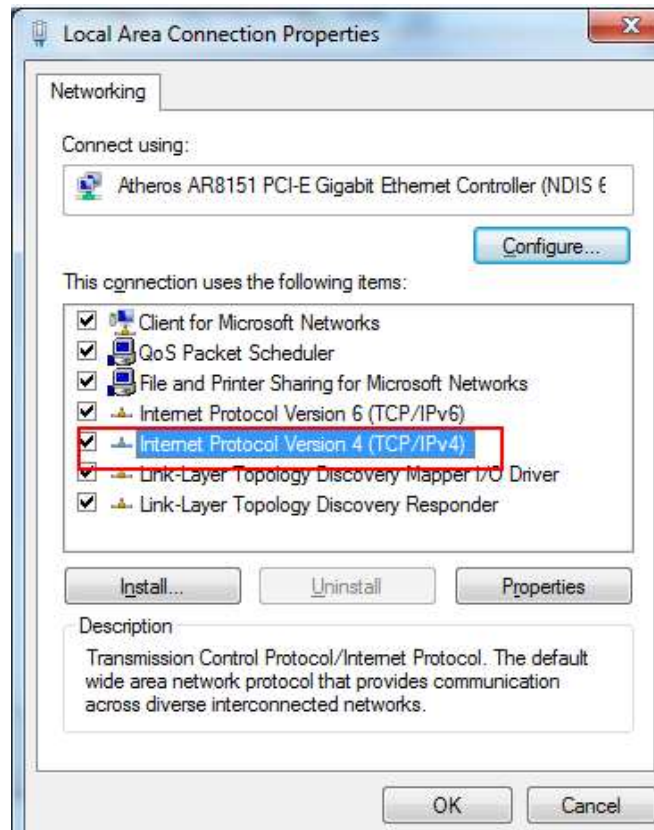 Local Area Connection Properties
Networking
Connect using:
Atheros AR8151 PCI-E Gigabit Ethernet Controller (NDIS 6
Configure...
This connection uses the following items:
Client for Microsoft Networks
QoS Packet Scheduler
File and Printer Sharing for Microsoft Networks
Internet Protocol Version 6 (TCP/IPv6)
Internet Protocol Version 4 (TCP/IPv4)
Link-Layer Topology Discovery Mapper I/O Driver
Link-Layer Topology Discovery Responder
Install...
Uninstall
Properties
Description
Transmission Control Protocol/Internet Protocol. The default
wide area network protocol that provides communication
across diverse interconnected networks.
OK
Cancel